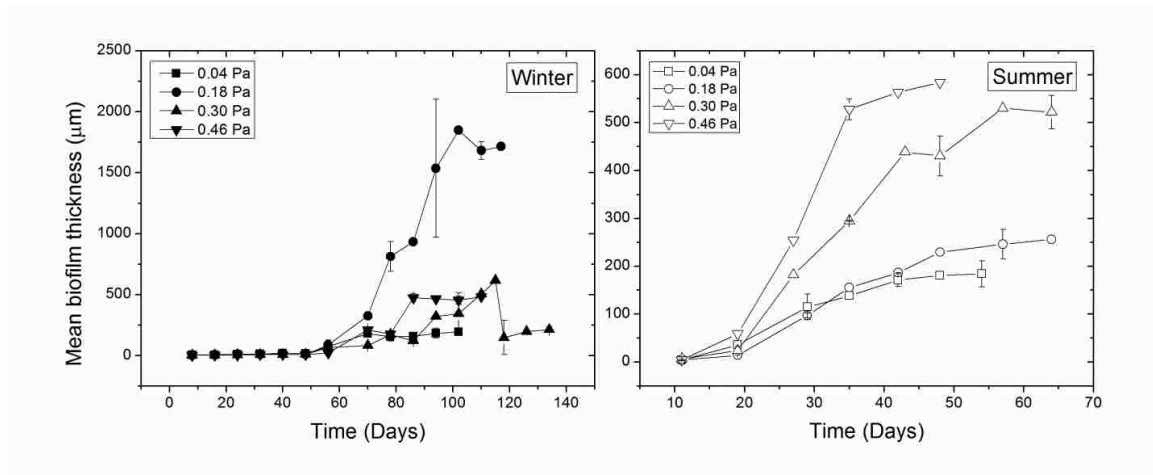 Mean biofilm thickness (μm)
2500
2000
1500
1000
500
0
0.04 Pa
0.18 Pa
0.30 Pa
0.46 Pa
Winter
0 20 40 60 80 100 120 140
Time (Days)
600
500
400
300
200
100
0
0.04 Pa
0.18 Pa
0.30 Pa
0.46 Pa
Summer
10 20 30 40 50 60 70
Time (Days)